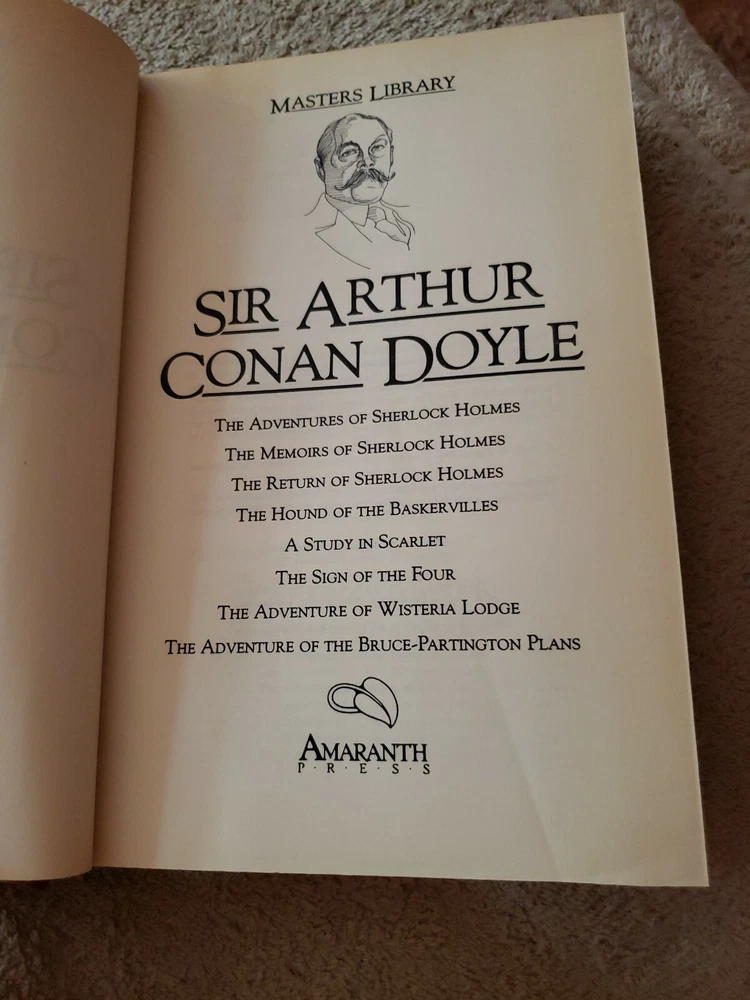 Masters Library
Sir Arthur
Conan Doyle
The Adventures of Sherlock Holmes
The Memoirs of Sherlock Holmes
The Return of Sherlock Holmes
The Hound of the Baskervilles
A Study in Scarlet
The Sign of the Four
The Adventure of Wisteria Lodge
The Adventure of the Bruce-Partington Plans
Amaranth
P·R·E·S·S